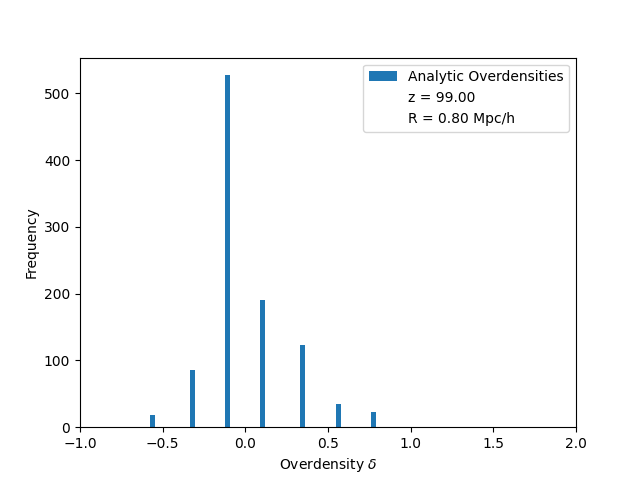 Analytic Overdensities
z = 99.00
R = 0.80 Mpc/h
Frequency
500
400
300
200
100
0
−1.0 −0.5 0.0 0.5 1.0 1.5 2.0
Overdensity δ